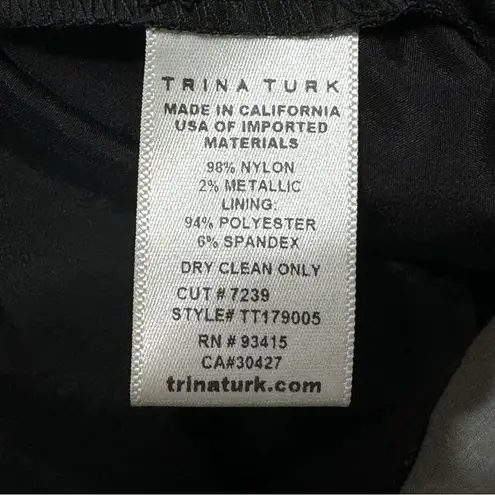 TRINA TURK
MADE IN CALIFORNIA
USA OF IMPORTED
MATERIALS
98% NYLON
2% METALLIC
LINING:
94% POLYESTER
6% SPANDEX
DRY CLEAN ONLY
CUT # 7239
STYLE# TT179005
RN # 93415
CA#30427
trinaturk.com